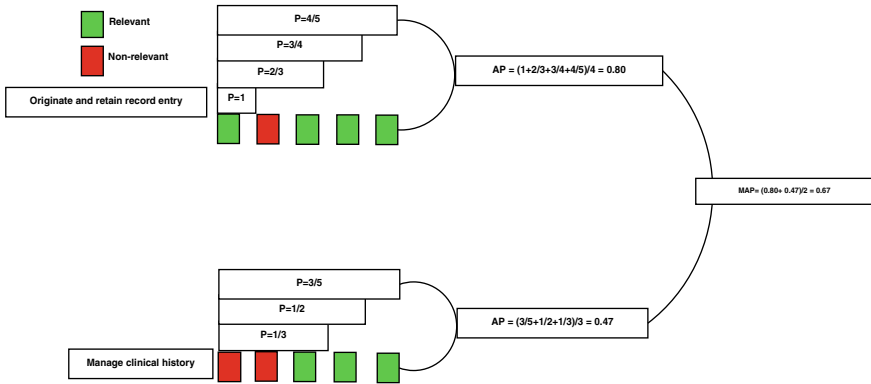 Relevant
Non-relevant
Originate and retain record entry
P=4/5
P=3/4
P=2/3
P=1
AP = (1+2/3+3/4+4/5)/4 = 0.80
MAP= (0.80+ 0.47)/2 = 0.67
P=3/5
P=1/2
P=1/3
AP = (3/5+1/2+1/3)/3 = 0.47
Manage clinical history